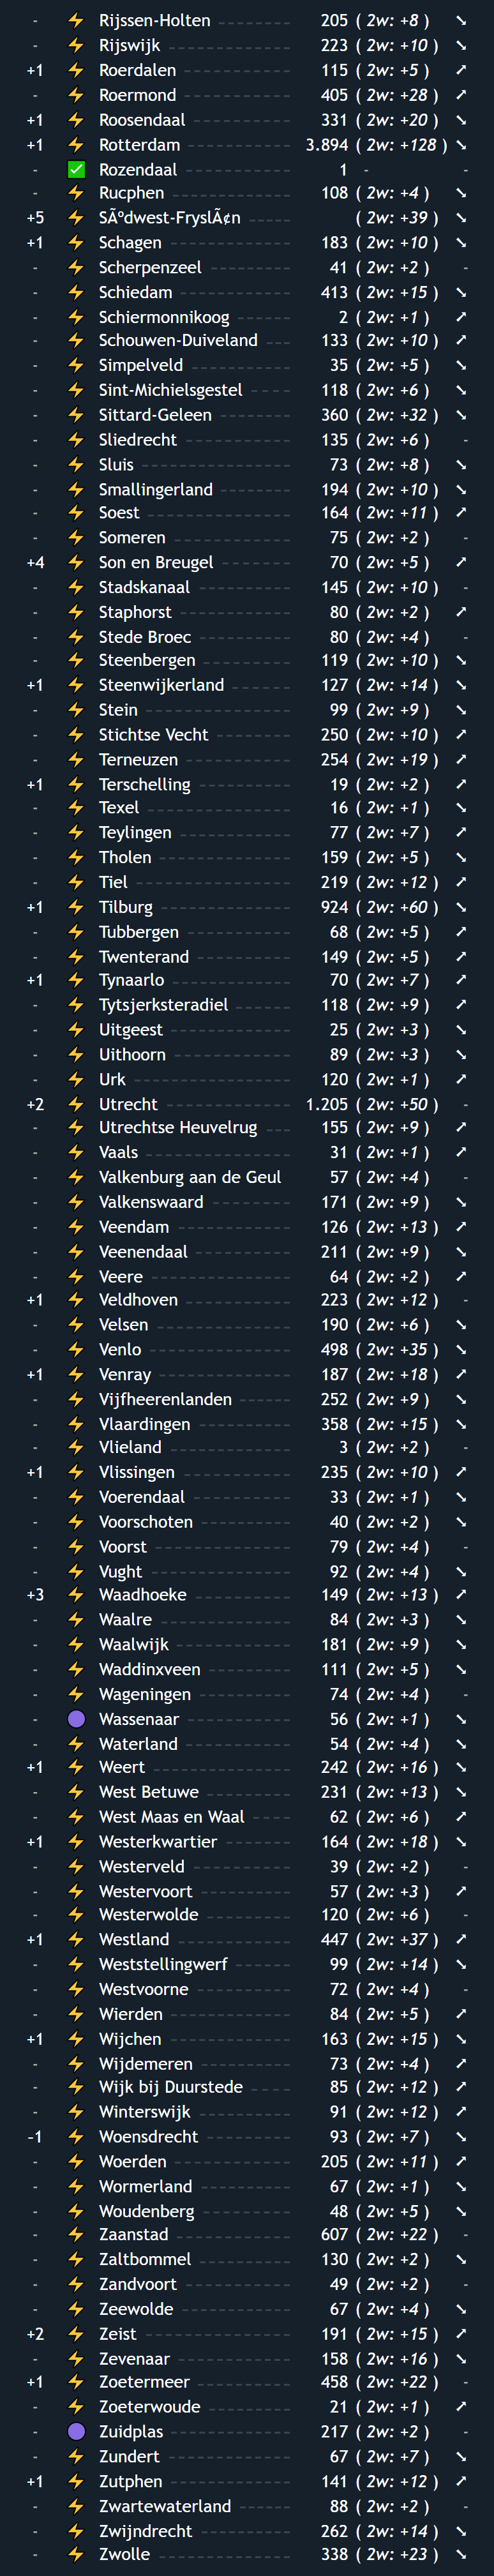 - ⚡ Rijssen-Holten 205 ( 2w: +8 ) ➘
- ⚡ Rijswijk 223 ( 2w: +10 ) ➘
+1 ⚡ Roerdalen 115 ( 2w: +5 ) ➚
- ⚡ Roermond 405 ( 2w: +28 ) ➚
+1 ⚡ Roosendaal 331 ( 2w: +20 ) ➘
+1 ⚡ Rotterdam 3.894 ( 2w: +128 ) ➘
- ✅ Rozendaal 1 - -
- ⚡ Rucphen 108 ( 2w: +4 ) ➘
+5 ⚡ SÃºdwest-FryslÃ¢n ( 2w: +39 ) ➘
+1 ⚡ Schagen 183 ( 2w: +10 ) ➘
- ⚡ Scherpenzeel 41 ( 2w: +2 ) -
- ⚡ Schiedam 413 ( 2w: +15 ) ➘
- ⚡ Schiermonnikoog 2 ( 2w: +1 ) ➚
- ⚡ Schouwen-Duiveland 133 ( 2w: +10 ) ➚
- ⚡ Simpelveld 35 ( 2w: +5 ) ➘
- ⚡ Sint-Michielsgestel 118 ( 2w: +6 ) ➘
- ⚡ Sittard-Geleen 360 ( 2w: +32 ) ➘
- ⚡ Sliedrecht 135 ( 2w: +6 ) -
- ⚡ Sluis 73 ( 2w: +8 ) ➘
- ⚡ Smallingerland 194 ( 2w: +10 ) ➘
- ⚡ Soest 164 ( 2w: +11 ) ➚
- ⚡ Someren 75 ( 2w: +2 ) -
+4 ⚡ Son en Breugel 70 ( 2w: +5 ) ➚
- ⚡ Stadskanaal 145 ( 2w: +10 ) -
- ⚡ Staphorst 80 ( 2w: +2 ) ➚
- ⚡ Stede Broec 80 ( 2w: +4 ) -
- ⚡ Steenbergen 119 ( 2w: +10 ) ➘
+1 ⚡ Steenwijkerland 127 ( 2w: +14 ) ➘
- ⚡ Stein 99 ( 2w: +9 ) ➘
- ⚡ Stichtse Vecht 250 ( 2w: +10 ) ➚
- ⚡ Terneuzen 254 ( 2w: +19 ) ➚
+1 ⚡ Terschelling 19 ( 2w: +2 ) ➚
- ⚡ Texel 16 ( 2w: +1 ) ➘
- ⚡ Teylingen 77 ( 2w: +7 ) ➚
- ⚡ Tholen 159 ( 2w: +5 ) ➘
- ⚡ Tiel 219 ( 2w: +12 ) ➚
+1 ⚡ Tilburg 924 ( 2w: +60 ) ➘
- ⚡ Tubbergen 68 ( 2w: +5 ) ➚
- ⚡ Twenterand 149 ( 2w: +5 ) ➚
+1 ⚡ Tynaarlo 70 ( 2w: +7 ) ➚
- ⚡ Tytsjerksteradiel 118 ( 2w: +9 ) ➚
- ⚡ Uitgeest 25 ( 2w: +3 ) ➘
- ⚡ Uithoorn 89 ( 2w: +3 ) ➘
- ⚡ Urk 120 ( 2w: +1 ) ➚
+2 ⚡ Utrecht 1.205 ( 2w: +50 ) -
- ⚡ Utrechtse Heuvelrug 155 ( 2w: +9 ) ➚
- ⚡ Vaals 31 ( 2w: +1 ) ➚
- ⚡ Valkenburg aan de Geul 57 ( 2w: +4 ) -
- ⚡ Valkenswaard 171 ( 2w: +9 ) ➘
- ⚡ Veendam 126 ( 2w: +13 ) ➚
- ⚡ Veenendaal 211 ( 2w: +9 ) ➘
- ⚡ Veere 64 ( 2w: +2 ) ➚
+1 ⚡ Veldhoven 223 ( 2w: +12 ) -
- ⚡ Velsen 190 ( 2w: +6 ) ➘
- ⚡ Venlo 498 ( 2w: +35 ) ➘
+1 ⚡ Venray 187 ( 2w: +18 ) ➚
- ⚡ Vijfheerenlanden 252 ( 2w: +9 ) ➘
- ⚡ Vlaardingen 358 ( 2w: +15 ) ➘
- ⚡ Vlieland 3 ( 2w: +2 ) -
+1 ⚡ Vlissingen 235 ( 2w: +10 ) ➚
- ⚡ Voerendaal 33 ( 2w: +1 ) ➘
- ⚡ Voorschoten 40 ( 2w: +2 ) ➘
- ⚡ Voorst 79 ( 2w: +4 ) -
- ⚡ Vught 92 ( 2w: +4 ) ➘
+3 ⚡ Waadhoeke 149 ( 2w: +13 ) ➚
- ⚡ Waalre 84 ( 2w: +3 ) ➘
- ⚡ Waalwijk 181 ( 2w: +9 ) ➘
- ⚡ Waddinxveen 111 ( 2w: +5 ) ➘
- ⚡ Wageningen 74 ( 2w: +4 ) -
- 🟣 Wassenaar 56 ( 2w: +1 ) ➘
- ⚡ Waterland 54 ( 2w: +4 ) ➘
+1 ⚡ Weert 242 ( 2w: +16 ) ➘
- ⚡ West Betuwe 231 ( 2w: +13 ) ➘
- ⚡ West Maas en Waal 62 ( 2w: +6 ) ➚
+1 ⚡ Westerkwartier 164 ( 2w: +18 ) ➘
- ⚡ Westerveld 39 ( 2w: +2 ) -
- ⚡ Westervoort 57 ( 2w: +3 ) ➚
- ⚡ Westerwolde 120 ( 2w: +6 ) -
+1 ⚡ Westland 447 ( 2w: +37 ) ➚
- ⚡ Weststellingwerf 99 ( 2w: +14 ) ➘
- ⚡ Westvoorne 72 ( 2w: +4 ) -
- ⚡ Wierden 84 ( 2w: +5 ) ➚
+1 ⚡ Wijchen 163 ( 2w: +15 ) ➘
- ⚡ Wijdemeren 73 ( 2w: +4 ) ➚
- ⚡ Wijk bij Duurstede 85 ( 2w: +12 ) ➚
- ⚡ Winterswijk 91 ( 2w: +12 ) ➚
-1 ⚡ Woensdrecht 93 ( 2w: +7 ) ➘
- ⚡ Woerden 205 ( 2w: +11 ) ➚
- ⚡ Wormerland 67 ( 2w: +1 ) ➘
- ⚡ Woudenberg 48 ( 2w: +5 ) ➘
- ⚡ Zaanstad 607 ( 2w: +22 ) -
- ⚡ Zaltbommel 130 ( 2w: +2 ) ➘
- ⚡ Zandvoort 49 ( 2w: +2 ) -
- ⚡ Zeewolde 67 ( 2w: +4 ) ➘
+2 ⚡ Zeist 191 ( 2w: +15 ) ➚
- ⚡ Zevenaar 158 ( 2w: +16 ) ➘
+1 ⚡ Zoetermeer 458 ( 2w: +22 ) -
- ⚡ Zoeterwoude 21 ( 2w: +1 ) ➚
- 🟣 Zuidplas 217 ( 2w: +2 ) -
- ⚡ Zundert 67 ( 2w: +7 ) ➘
+1 ⚡ Zutphen 141 ( 2w: +12 ) ➚
- ⚡ Zwartewaterland 88 ( 2w: +2 ) -
- ⚡ Zwijndrecht 262 ( 2w: +14 ) ➘
- ⚡ Zwolle 338 ( 2w: +23 ) ➘